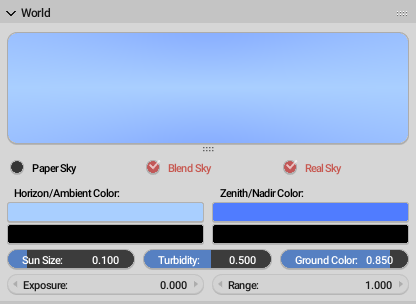 World
Paper Sky Blend Sky Real Sky
Horizon/Ambient Color: Zenith/Nadir Color:
Sun Size: 0.100 Turbidity: 0.500 Ground Color: 0.850
Exposure: 0.000 Range: 1.000